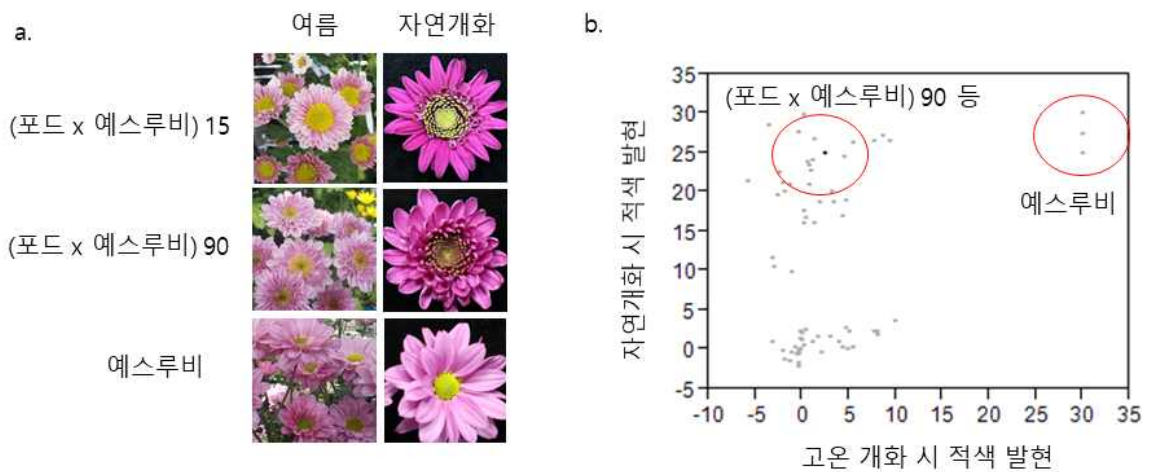 a.
여름 자연개화
(포드 x 예스루비) 15
(포드 x 예스루비) 90
예스루비
b.
자연개화 시 적색 발현
35
30
25
20
15
10
5
0
-5
(포드 x 예스루비) 90 등
예스루비
-10 -5 0 5 10 15 20 25 30 35
고온 개화 시 적색 발현